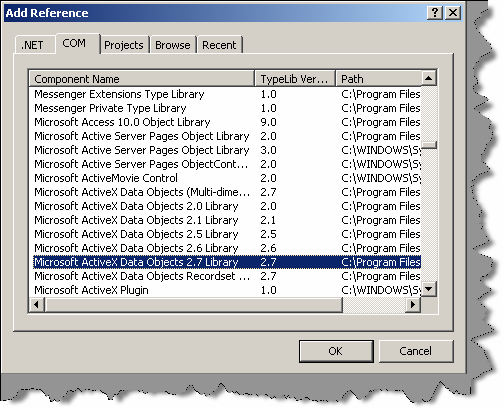 Add Reference
.NET COM Projects Browse Recent
Component Name TypeLib Ver... Path
Messenger Extensions Type Library 1.0 C:\Program Files
Messenger Private Type Library 1.0 C:\Program Files
Microsoft Access 10.0 Object Library 9.0 C:\Program Files
Microsoft Active Server Pages Object Library 2.0 C:\Program Files
Microsoft Active Server Pages Object Library 3.0 C:\WINDOWS\Sy
Microsoft Active Server Pages ObjectCont... 2.0 C:\WINDOWS\Sy
Microsoft ActiveMovie Control 2.0 C:\WINDOWS\Sy
Microsoft ActiveX Data Objects (Multi-dime... 2.7 C:\Program Files
Microsoft ActiveX Data Objects 2.0 Library 2.0 C:\Program Files
Microsoft ActiveX Data Objects 2.1 Library 2.1 C:\Program Files
Microsoft ActiveX Data Objects 2.5 Library 2.5 C:\Program Files
Microsoft ActiveX Data Objects 2.6 Library 2.6 C:\Program Files
Microsoft ActiveX Data Objects 2.7 Library 2.7 C:\Program Files
Microsoft ActiveX Data Objects Recordset ... 2.7 C:\Program Files
Microsoft ActiveX Plugin 1.0 C:\WINDOWS\Sy
OK Cancel